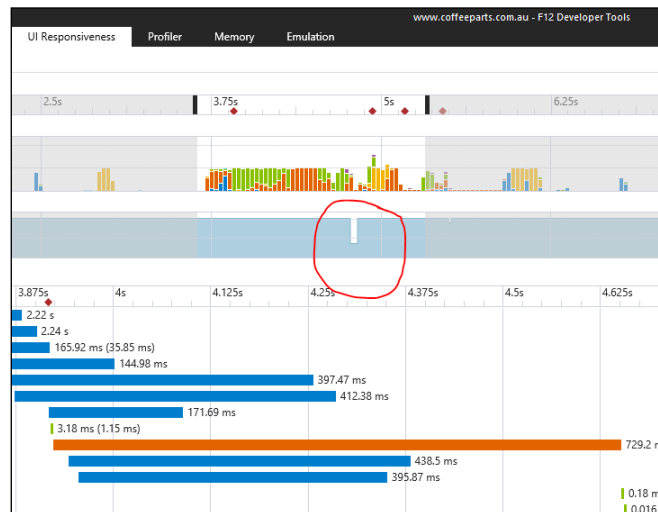 www.coffeeparts.com.au - F12 Developer Tools
UI Responsiveness Profiler Memory Emulation
2.5s 3.75s 5s 6.25s
3.875s 4s 4.125s 4.25s 4.375s 4.5s 4.625s
2.22 s
2.24 s
165.92 ms (35.85 ms)
144.98 ms
397.47 ms
412.38 ms
171.69 ms
3.18 ms (1.15 ms)
729.2 m
438.5 ms
395.87 ms
0.18 m
0.016